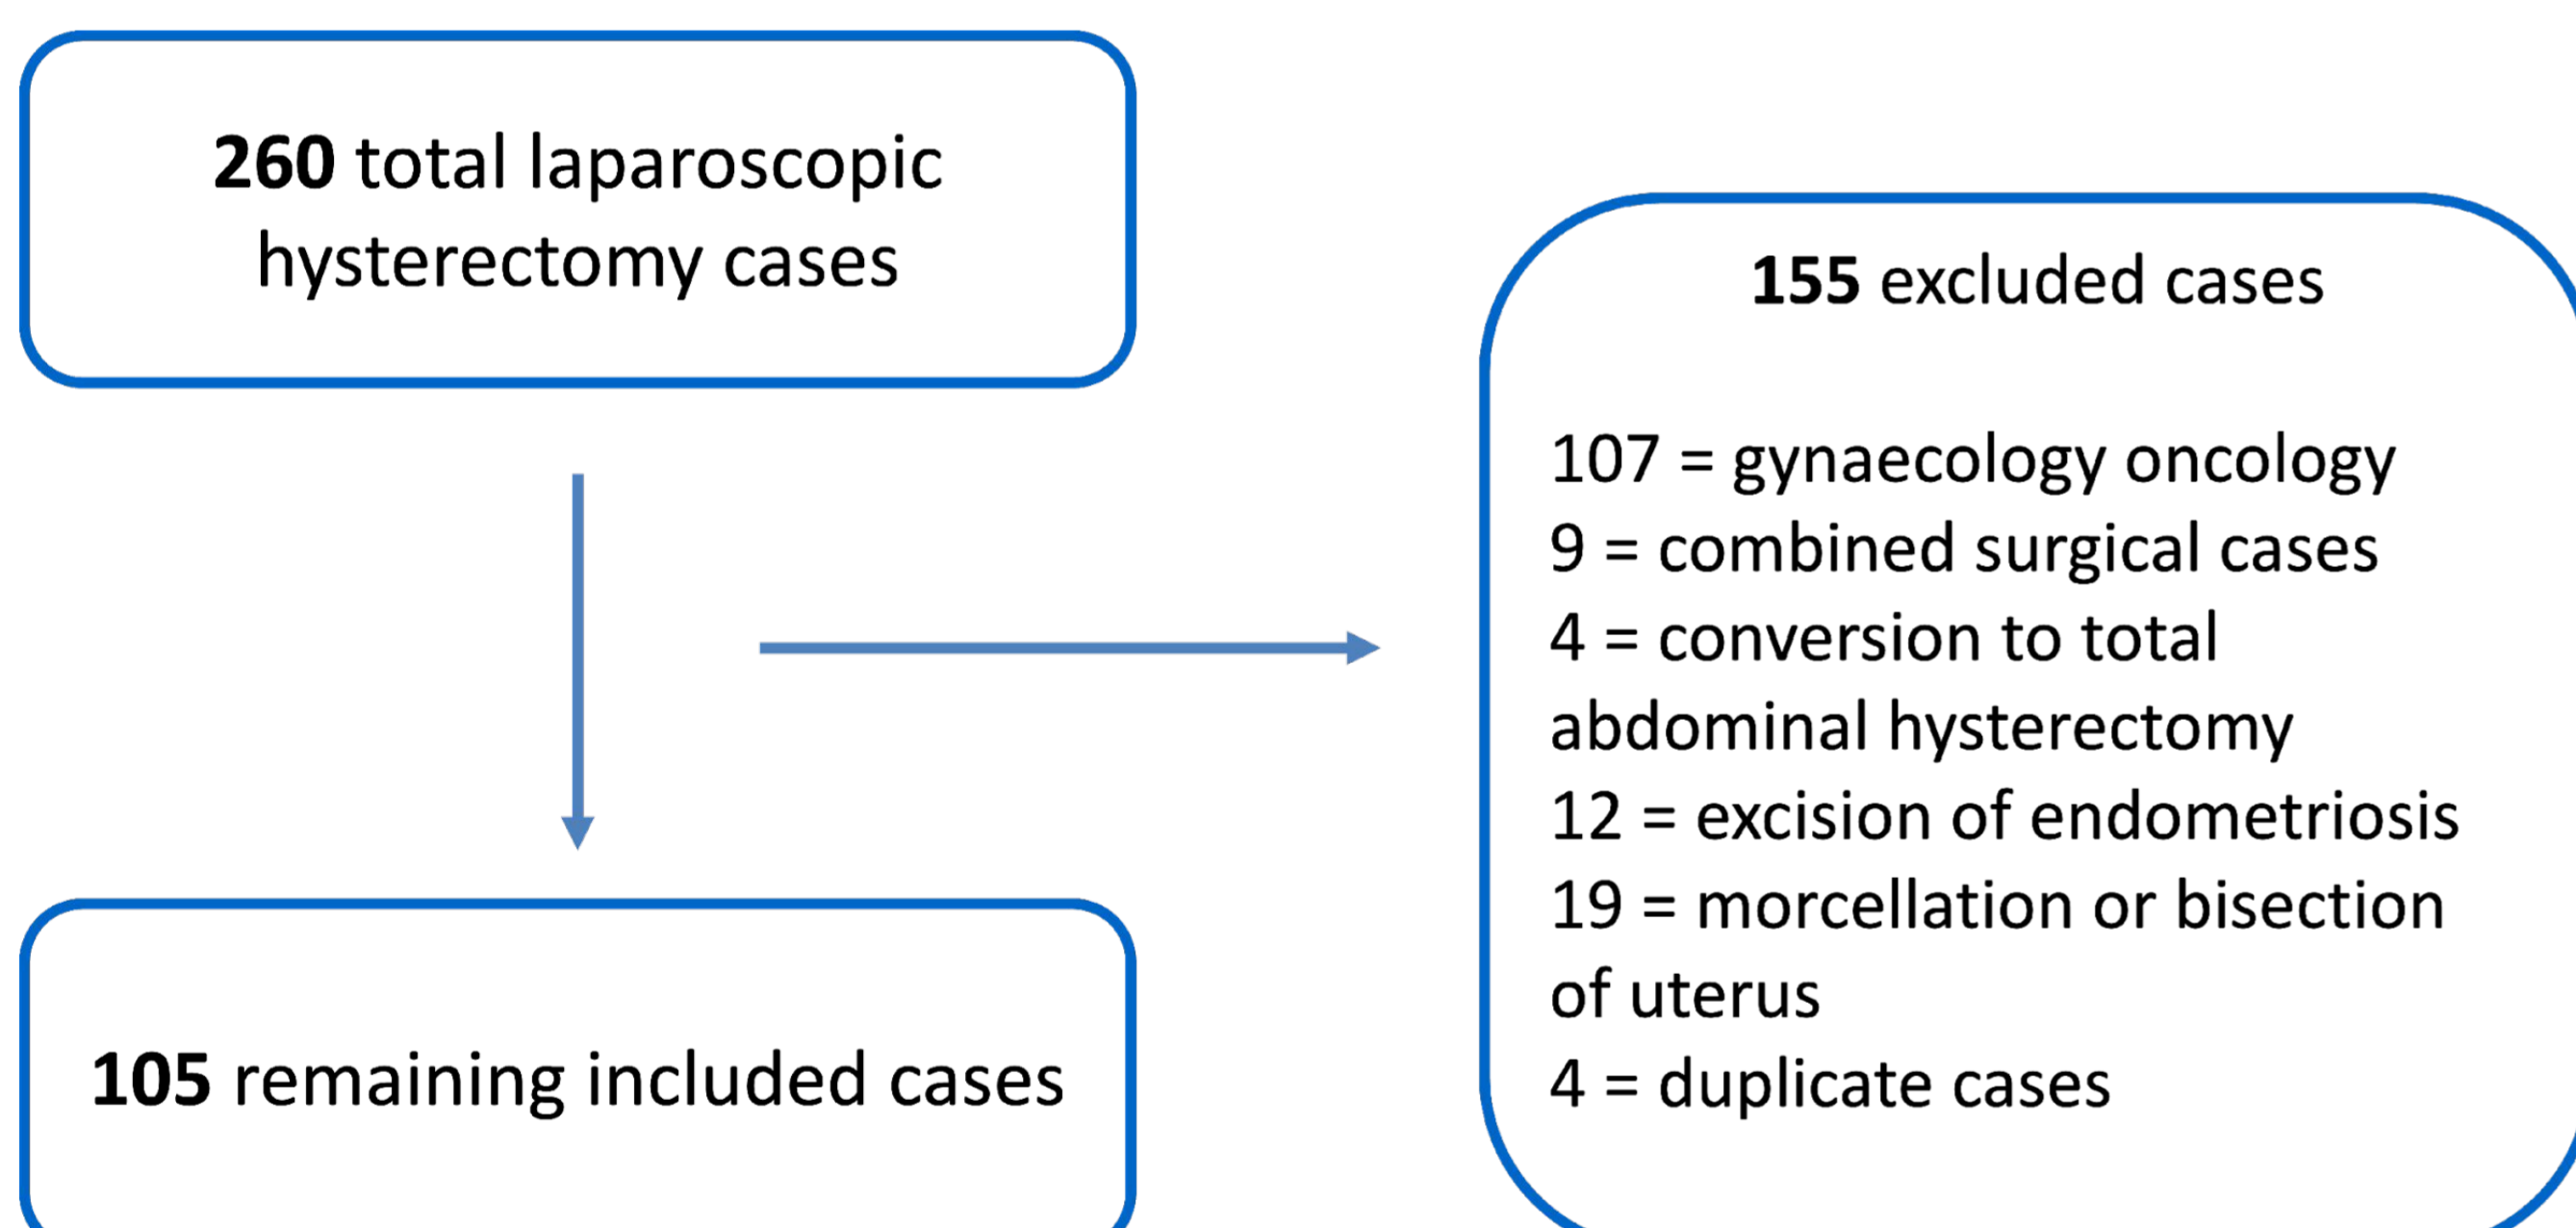 260 total laparoscopic
hysterectomy cases
155 excluded cases
107 = gynaecology oncology
9 = combined surgical cases
4 = conversion to total
abdominal hysterectomy
12 = excision of endometriosis
19 = morcellation or bisection
of uterus
4 = duplicate cases
105 remaining included cases